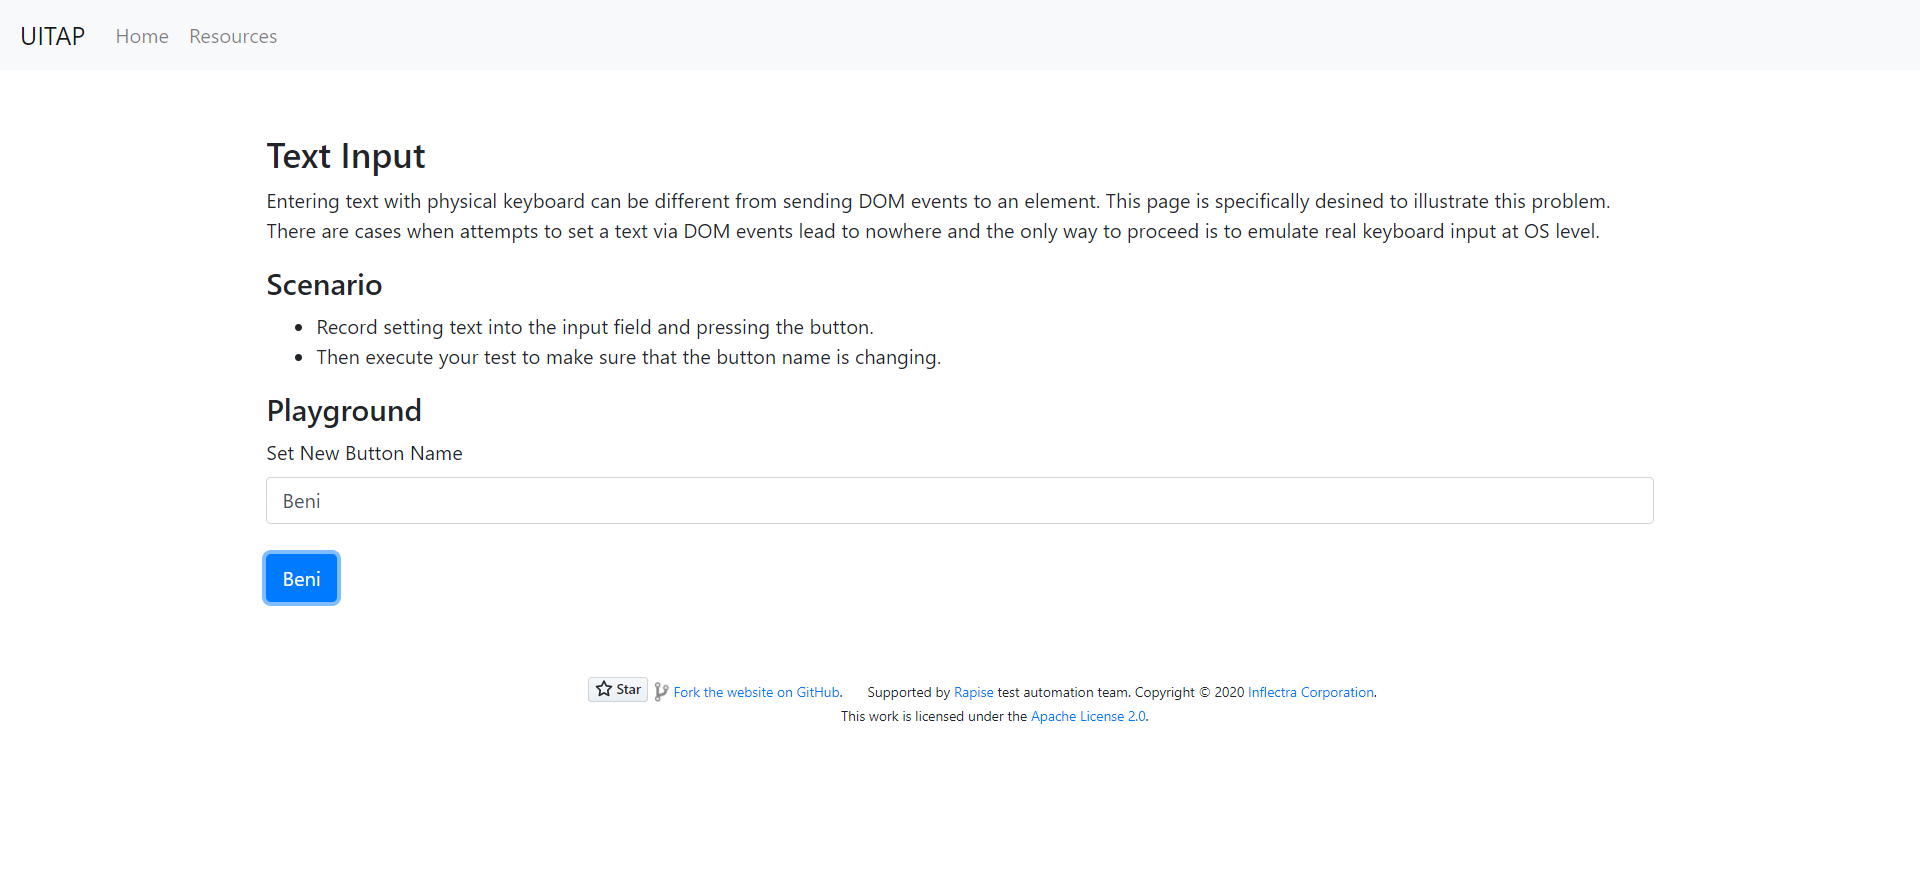 UITAP Home Resources
Text Input
Entering text with physical keyboard can be different from sending DOM events to an element. This page is specifically desined to illustrate this problem.
There are cases when attempts to set a text via DOM events lead to nowhere and the only way to proceed is to emulate real keyboard input at OS level.
Scenario
• Record setting text into the input field and pressing the button.
• Then execute your test to make sure that the button name is changing.
Playground
Set New Button Name
Beni
Beni
Star Fork the website on GitHub. Supported by Rapise test automation team. Copyright © 2020 Inflectra Corporation.
This work is licensed under the Apache License 2.0.